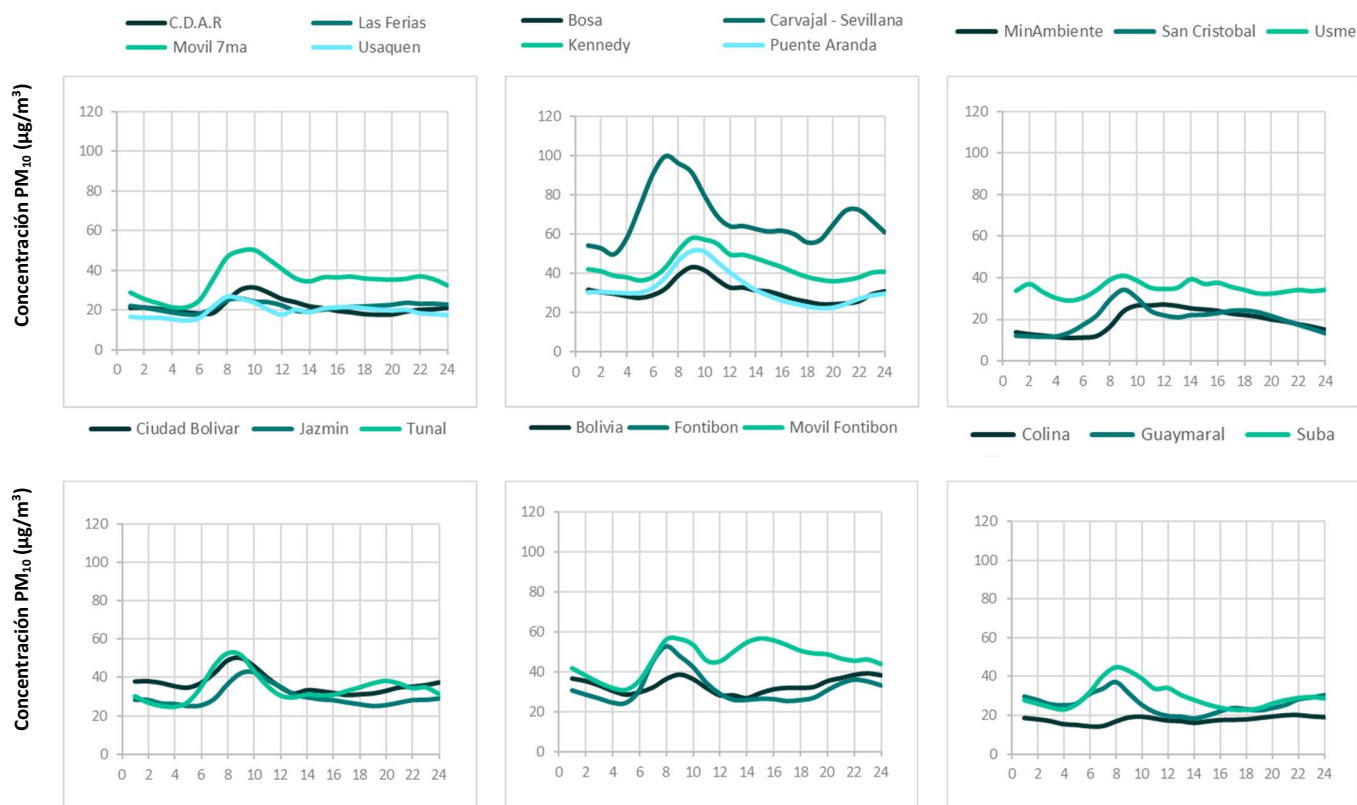 C.D.A.R Las Ferias
Movil 7ma Usaquen
Bosa Carvajal - Sevillana
Kennedy Puente Aranda
MinAmbiente San Cristobal Usme
Concentración PM₁₀ (µg/m³)
120
100
80
60
40
20
0
0 2 4 6 8 10 12 14 16 18 20 22 24
120
100
80
60
40
20
0
0 2 4 6 8 10 12 14 16 18 20 22 24
120
100
80
60
40
20
0
0 2 4 6 8 10 12 14 16 18 20 22 24
Ciudad Bolivar Jazmin Tunal
Bolivia Fontibon Movil Fontibon
Colina Guaymaral Suba
Concentración PM₁₀ (µg/m³)
120
100
80
60
40
20
0
0 2 4 6 8 10 12 14 16 18 20 22 24
120
100
80
60
40
20
0
0 2 4 6 8 10 12 14 16 18 20 22 24
120
100
80
60
40
20
0
0 2 4 6 8 10 12 14 16 18 20 22 24